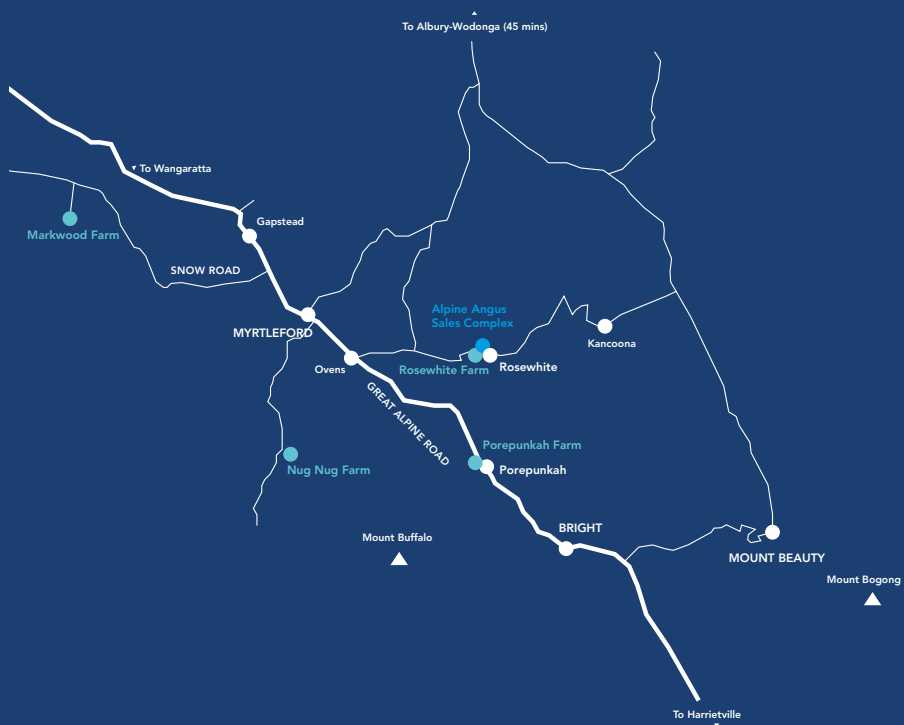 To Albury-Wodonga (45 mins)
To Wangaratta
Gapstead
Markwood Farm
SNOW ROAD
Alpine Angus
Sales Complex
MYRTLEFORD
Kancoona
Ovens
Rosewhite Farm
Rosewhite
GREAT ALPINE ROAD
Porepunkah Farm
Nug Nug Farm
Porepunkah
BRIGHT
Mount Buffalo
MOUNT BEAUTY
Mount Bogong
To Harrietville